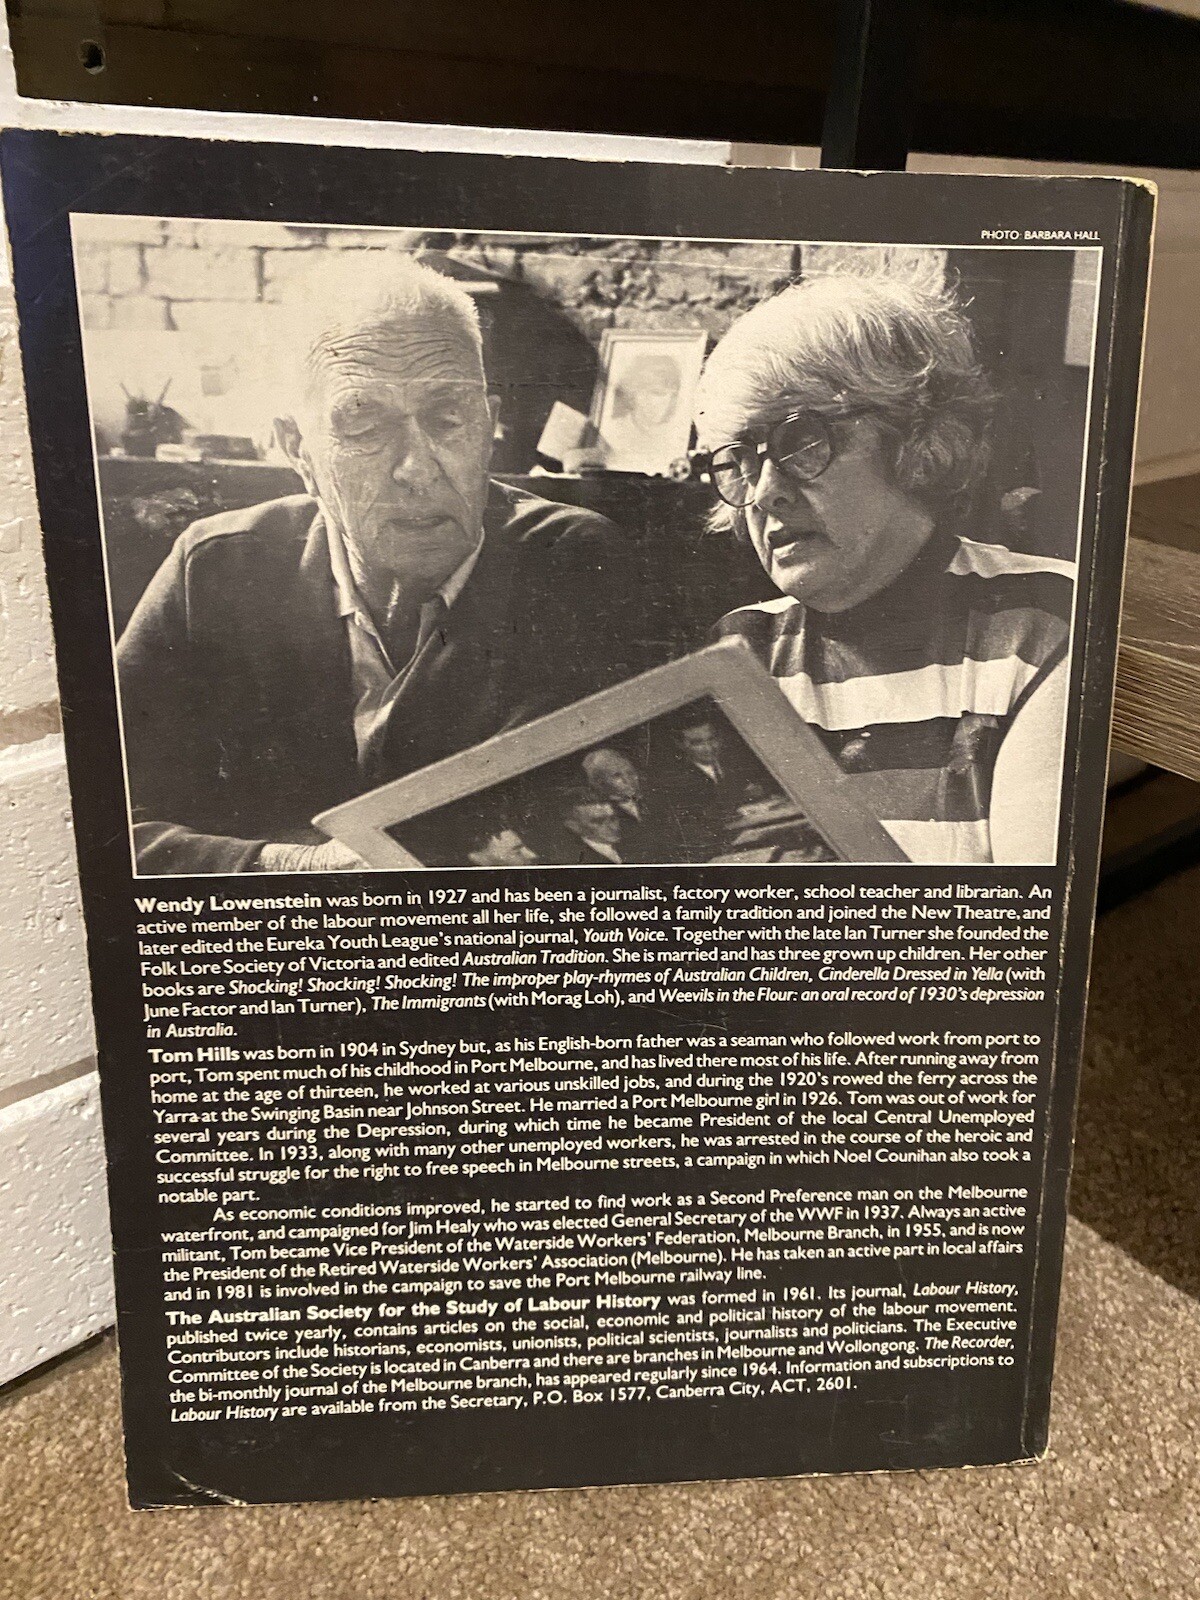 PHOTO: BARBARA HALL
Wendy Lowenstein was born in 1927 and has been a journalist, factory worker, school teacher and librarian. An
active member of the labour movement all her life, she followed a family tradition and joined the New Theatre, and
later edited the Eureka Youth League's national journal, Youth Voice. Together with the late Ian Turner she founded the
Folk Lore Society of Victoria and edited Australian Tradition. She is married and has three grown up children. Her other
books are Shocking! Shocking! Shocking! The improper play-rhymes of Australian Children, Cinderella Dressed in Yella (with
June Factor and Ian Turner), The Immigrants (with Morag Loh), and Weevils in the Flour: an oral record of 1930's depression
in Australia.
Tom Hills was born in 1904 in Sydney but, as his English-born father was a seaman who followed work from port to
port, Tom spent much of his childhood in Port Melbourne, and has lived there most of his life. After running away from
home at the age of thirteen, he worked at various unskilled jobs, and during the 1920's rowed the ferry across the
Yarra at the Swinging Basin near Johnson Street. He married a Port Melbourne girl in 1926. Tom was out of work for
several years during the Depression, during which time he became President of the local Central Unemployed
Committee. In 1933, along with many other unemployed workers, he was arrested in the course of the heroic and
successful struggle for the right to free speech in Melbourne streets, a campaign in which Noel Counihan also took a
notable part.
As economic conditions improved, he started to find work as a Second Preference man on the Melbourne
waterfront, and campaigned for Jim Healy who was elected General Secretary of the WWF in 1937. Always an active
militant, Tom became Vice President of the Waterside Workers' Federation, Melbourne Branch, in 1955, and is now
the President of the Retired Waterside Workers' Association (Melbourne). He has taken an active part in local affairs
and in 1981 is involved in the campaign to save the Port Melbourne railway line.
The Australian Society for the Study of Labour History was formed in 1961. Its journal, Labour History,
published twice yearly, contains articles on the social, economic and political history of the labour movement.
Contributors include historians, economists, unionists, political scientists, journalists and politicians. The Executive
Committee of the Society is located in Canberra and there are branches in Melbourne and Wollongong. The Recorder,
the bi-monthly journal of the Melbourne branch, has appeared regularly since 1964. Information and subscriptions to
Labour History are available from the Secretary, P.O. Box 1577, Canberra City, ACT, 2601.